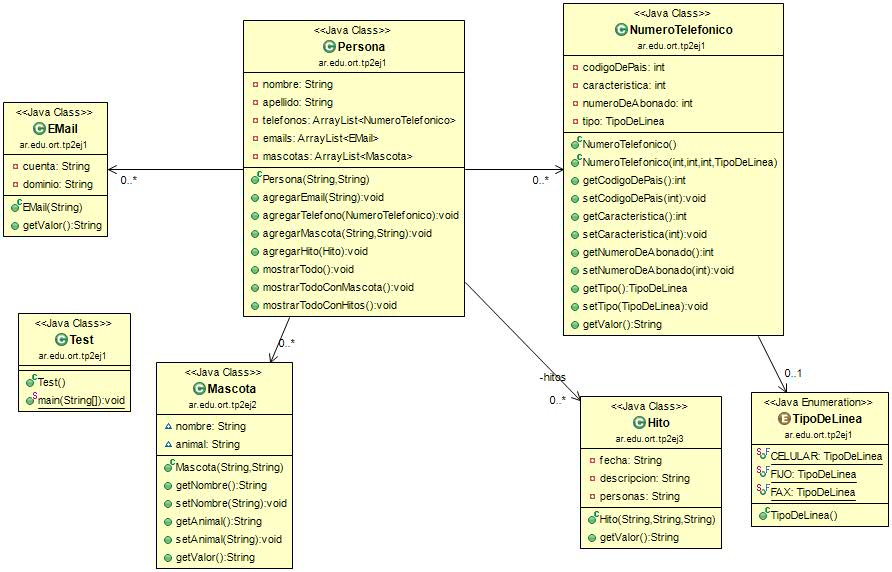 <<Java Class>>
Persona
ar.edu.ort.tp2ej1
nombre: String
apellido: String
telefonos: ArrayList<NumeroTelefonico>
emails: ArrayList<EMail>
mascotas: ArrayList<Mascota>
Persona(String,String)
agregarEmail(String):void
agregarTelefono(NumeroTelefonico):void
agregarMascota(String,String):void
agregarHito(Hito):void
mostrarTodo():void
mostrarTodoConMascota():void
mostrarTodoConHitos():void
<<Java Class>>
NumeroTelefonico
ar.edu.ort.tp2ej1
codigoDePais: int
caracteristica: int
numeroDeAbonado: int
tipo: TipoDeLinea
NumeroTelefonico()
NumeroTelefonico(int,int,int,TipoDeLinea)
getCodigoDePais():int
setCodigoDePais(int):void
getCaracteristica():int
setCaracteristica(int):void
getNumeroDeAbonado():int
setNumeroDeAbonado(int):void
getTipo():TipoDeLinea
setTipo(TipoDeLinea):void
getValor():String
<<Java Class>>
EMail
ar.edu.ort.tp2ej1
cuenta: String
dominio: String
EMail(String)
getValor():String
0..*
0..*
<<Java Class>>
Test
ar.edu.ort.tp2ej1
Test()
main(String[]):void
0..*
<<Java Class>>
Mascota
ar.edu.ort.tp2ej2
nombre: String
animal: String
Mascota(String,String)
getNombre():String
setNombre(String):void
getAnimal():String
setAnimal(String):void
getValor():String
-hitos
0..*
<<Java Class>>
Hito
ar.edu.ort.tp2ej3
fecha: String
descripcion: String
personas: String
Hito(String,String,String)
getValor():String
0..1
<<Java Enumeration>>
TipoDeLinea
ar.edu.ort.tp2ej1
CELULAR: TipoDeLinea
FIJO: TipoDeLinea
FAX: TipoDeLinea
TipoDeLinea()